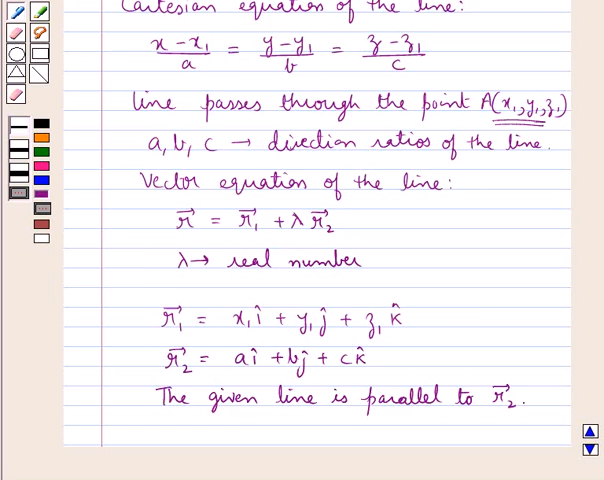 Cartesian equation of the line:
x - x₁ / a = y - y₁ / b = z - z₁ / c
Line passes through the point A(x₁, y₁, z₁)
a, b, c → direction ratios of the line.
Vector equation of the line:
r⃗ = r⃗₁ + λ r⃗₂
λ → real number
r⃗₁ = x₁î + y₁ĵ + z₁k̂
r⃗₂ = aî + bĵ + ck̂
The given line is parallel to r⃗₂.